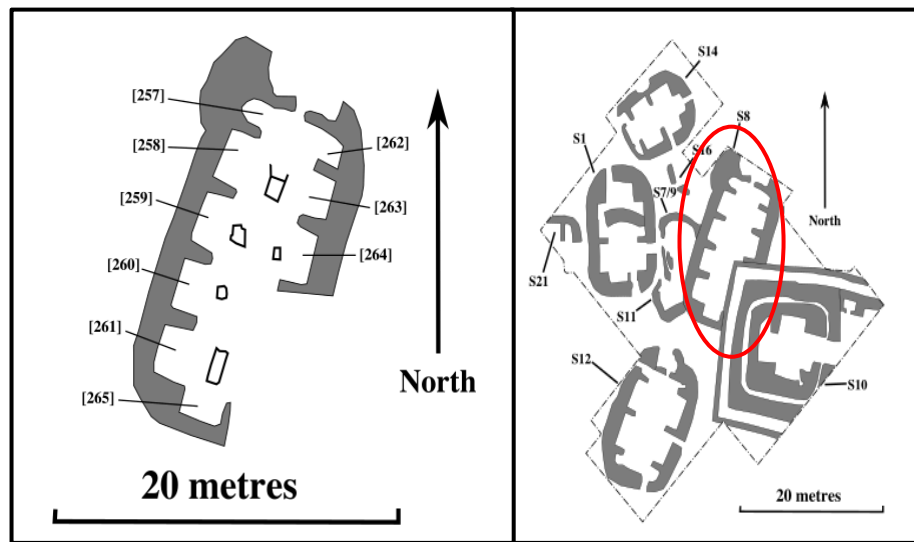 [257]
[258]
[259]
[260]
[261]
[265]
[262]
[263]
[264]
North
20 metres
S14
S8
S1
S16
S7/9
North
S21
S11
S12
S10
20 metres